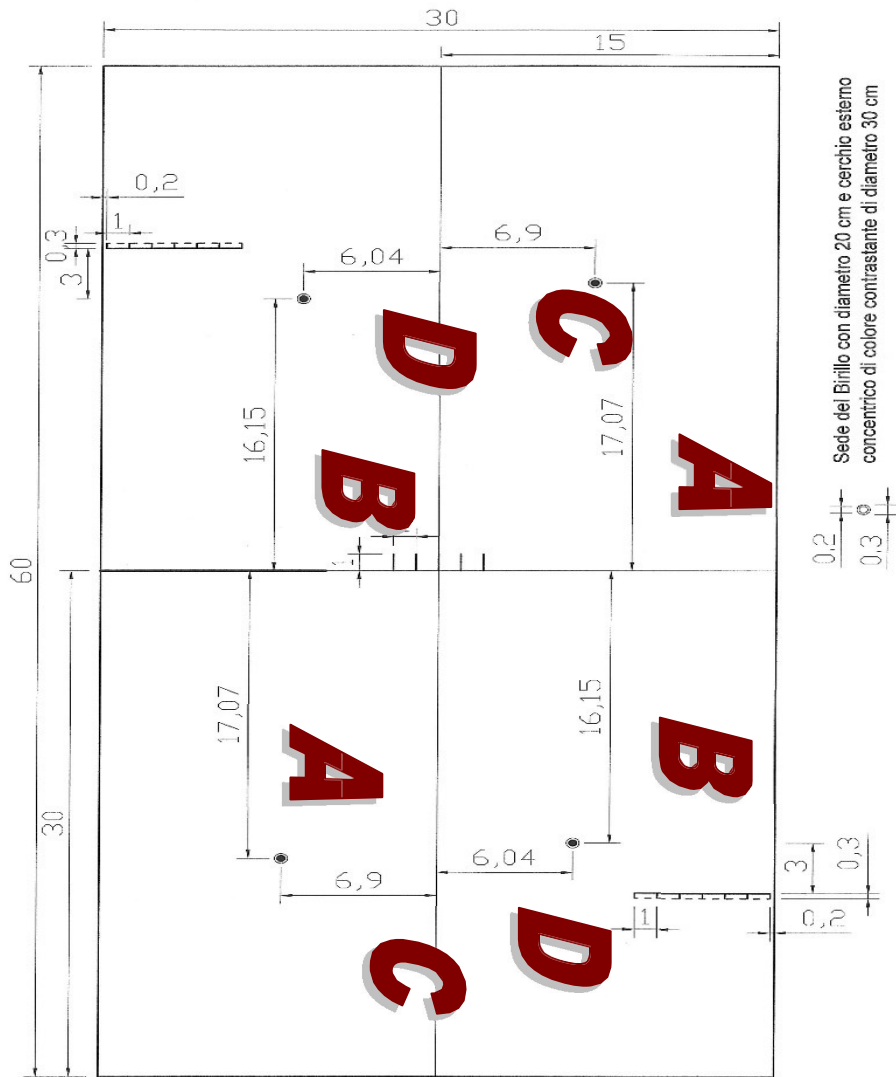 30
15
0,2
1
0,3
3
6,04
6,9
C
D
16,15
17,07
A
B
1
1
60
17,07
16,15
B
A
30
6,9
6,04
3
0,3
1
0,2
D
C
Sede del Birillo con diametro 20 cm e cerchio esterno
concentrico di colore contrastante di diametro 30 cm
0,2
0,3